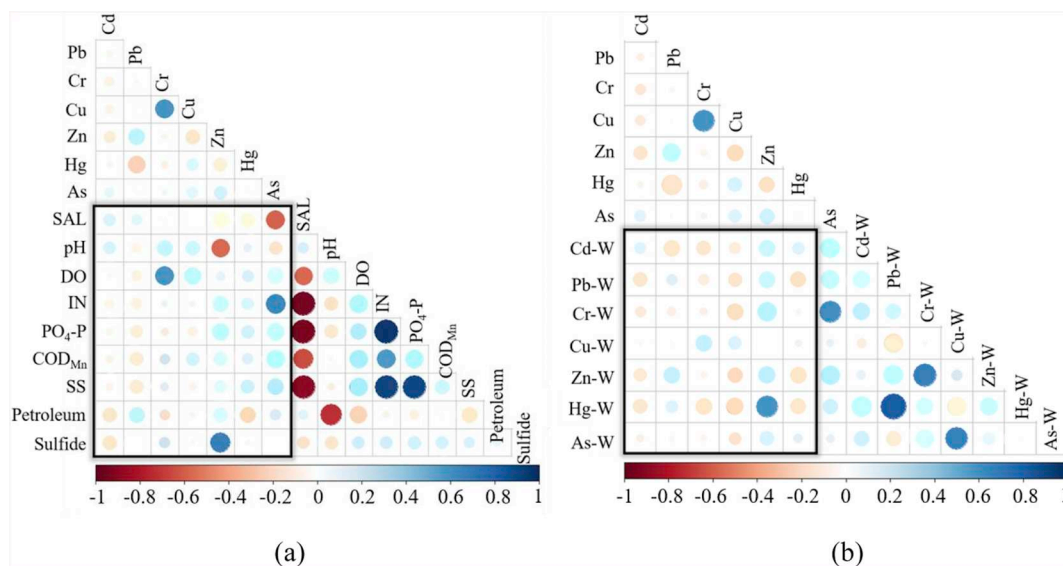 Cd
Pb
Pb
Cr
Cr
Cu
Cu
Zn
Zn
Hg
Hg
As
As
SAL
SAL
pH
pH
DO
DO
IN
IN
PO₄-P
PO₄-P
COD_Mn
COD_Mn
SS
SS
Petroleum
Petroleum
Sulfide
Sulfide
-1 -0.8 -0.6 -0.4 -0.2 0 0.2 0.4 0.6 0.8 1
(a)
Cd
Pb
Pb
Cr
Cr
Cu
Cu
Zn
Zn
Hg
Hg
As
As
Cd-W
Cd-W
Pb-W
Pb-W
Cr-W
Cr-W
Cu-W
Cu-W
Zn-W
Zn-W
Hg-W
Hg-W
As-W
As-W
-1 -0.8 -0.6 -0.4 -0.2 0 0.2 0.4 0.6 0.8
(b)